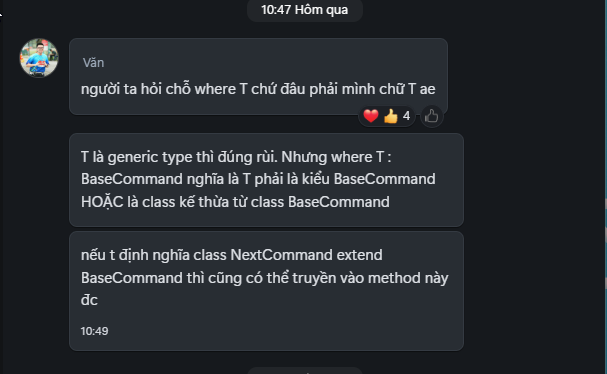 10:47 Hôm qua
Văn
người ta hỏi chỗ where T chứ đâu phải mình chữ T ae
4
T là generic type thì đúng rùi. Nhưng where T :
BaseCommand nghĩa là T phải là kiểu BaseCommand
HOẶC là class kế thừa từ class BaseCommand
nếu t định nghĩa class NextCommand extend
BaseCommand thì cũng có thể truyền vào method này
đc
10:49